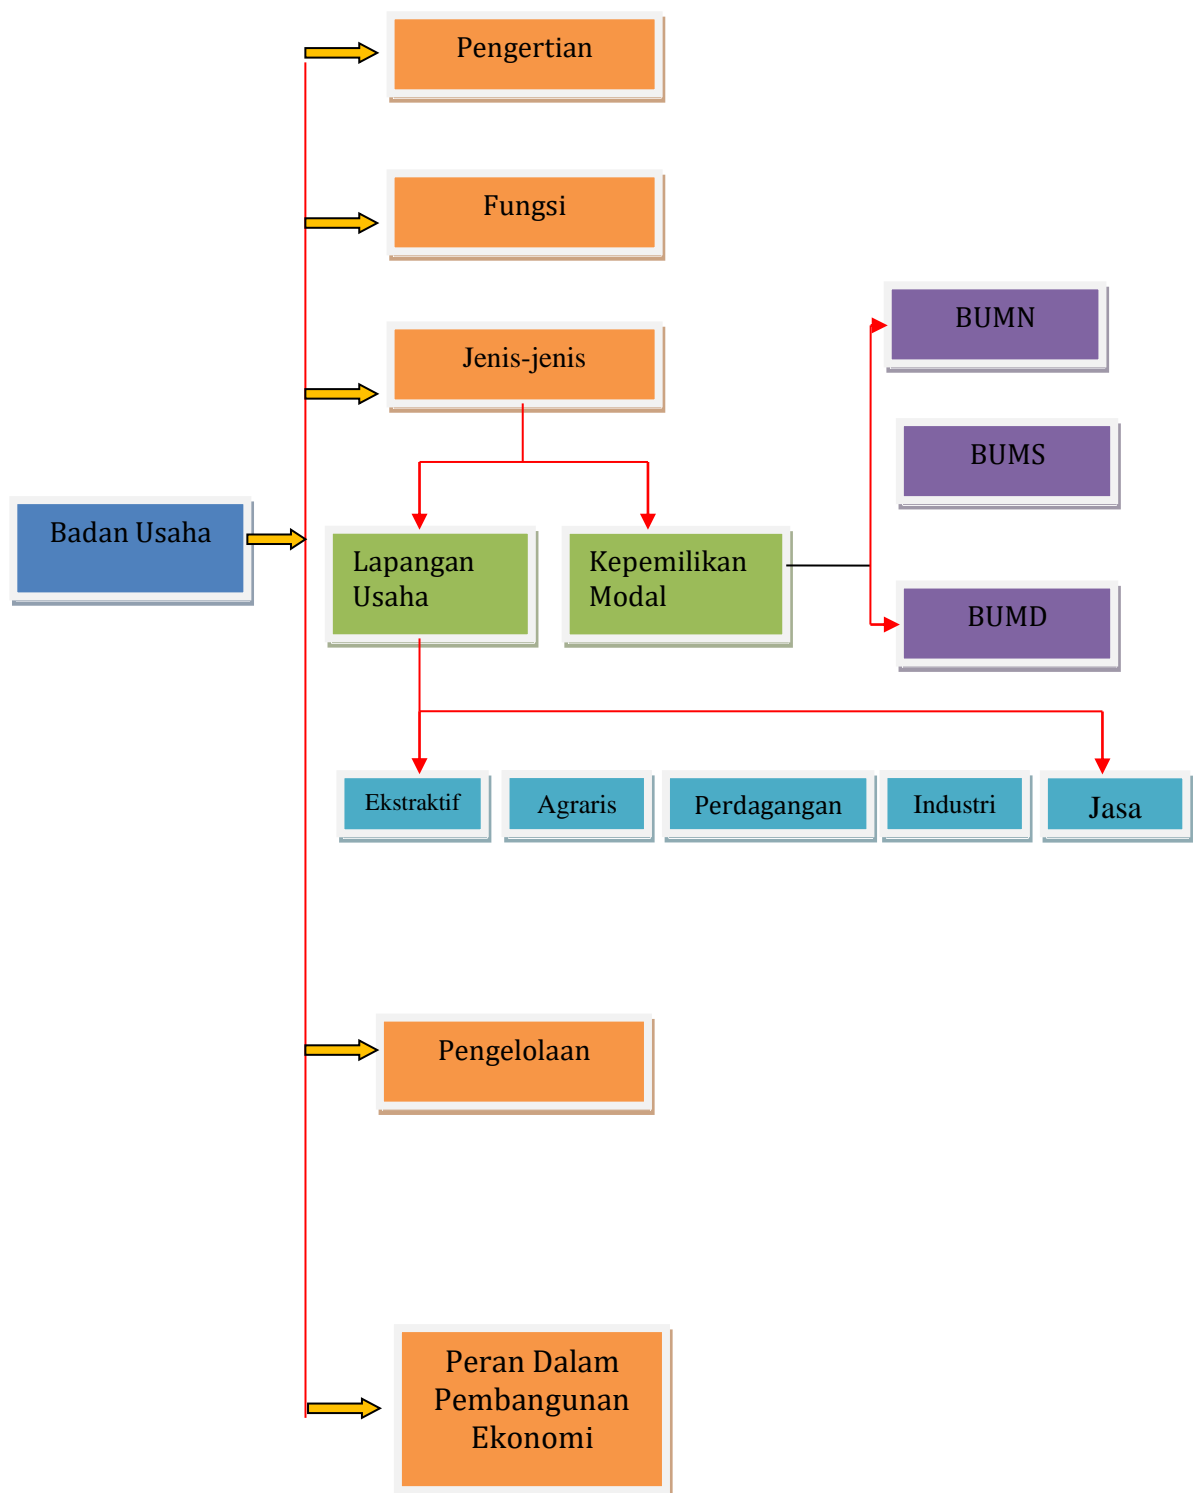 Pengertian
Fungsi
Jenis-jenis
BUMN
BUMS
Badan Usaha
Lapangan
Usaha
Kepemilikan
Modal
BUMD
Ekstraktif
Agraris
Perdagangan
Industri
Jasa
Pengelolaan
Peran Dalam
Pembangunan
Ekonomi